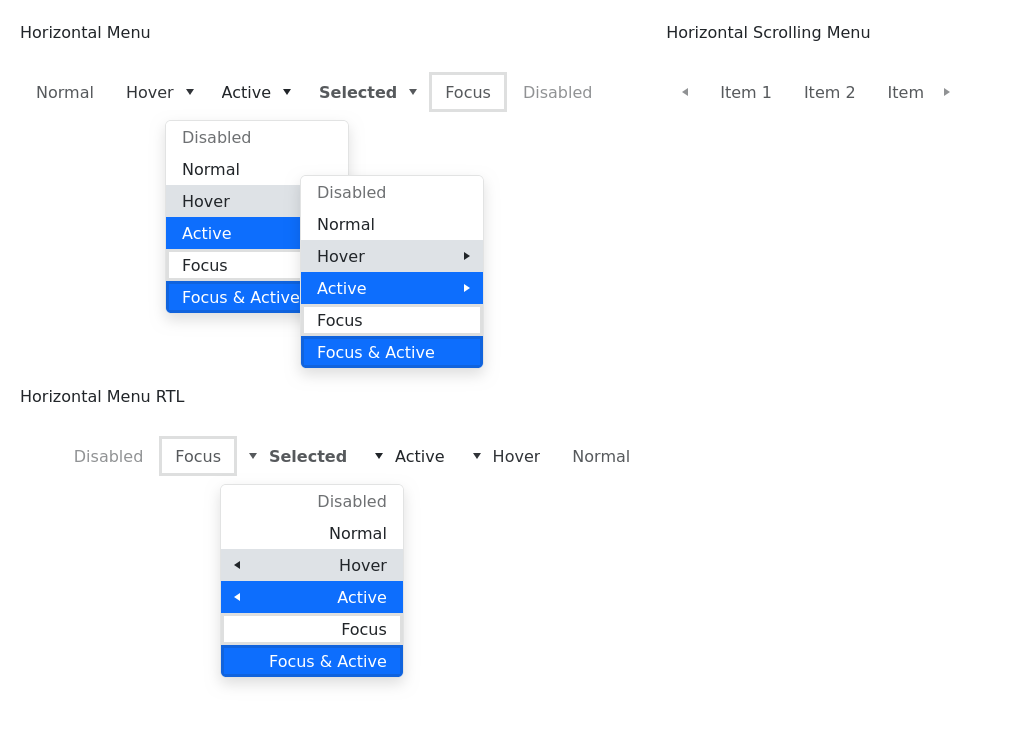 Horizontal Menu
Normal Hover Active Selected Focus Disabled
Disabled
Normal
Hover
Active
Focus
Focus & Active
Disabled
Normal
Hover
Active
Focus
Focus & Active
Horizontal Scrolling Menu
Item 1 Item 2 Item
Horizontal Menu RTL
Disabled Focus Selected Active Hover Normal
Disabled
Normal
Hover
Active
Focus
Focus & Active